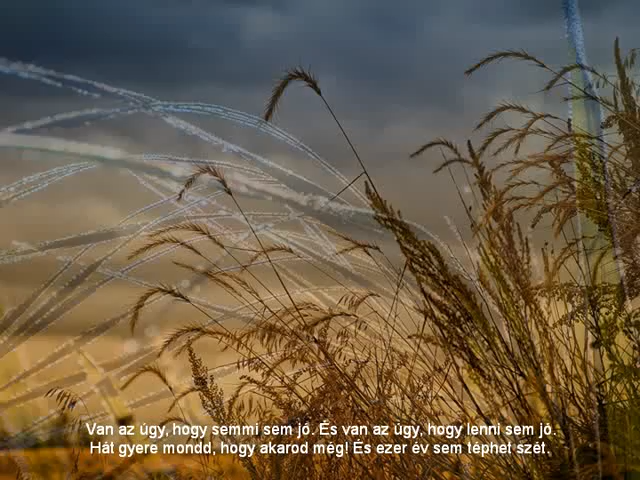 Van az úgy, hogy semmi sem jó. És van az úgy, hogy lenni sem jó.
Hát gyere mondd, hogy akarod még! És ezer év sem téphet szét.